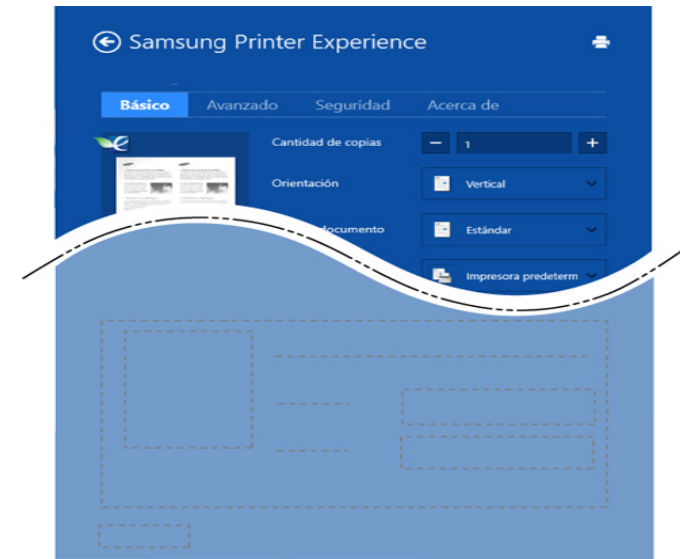 Samsung Printer Experience
Básico Avanzado Seguridad Acerca de
Cantidad de copias 1
Orientación Vertical
documento Estándar
Impresora predeterm